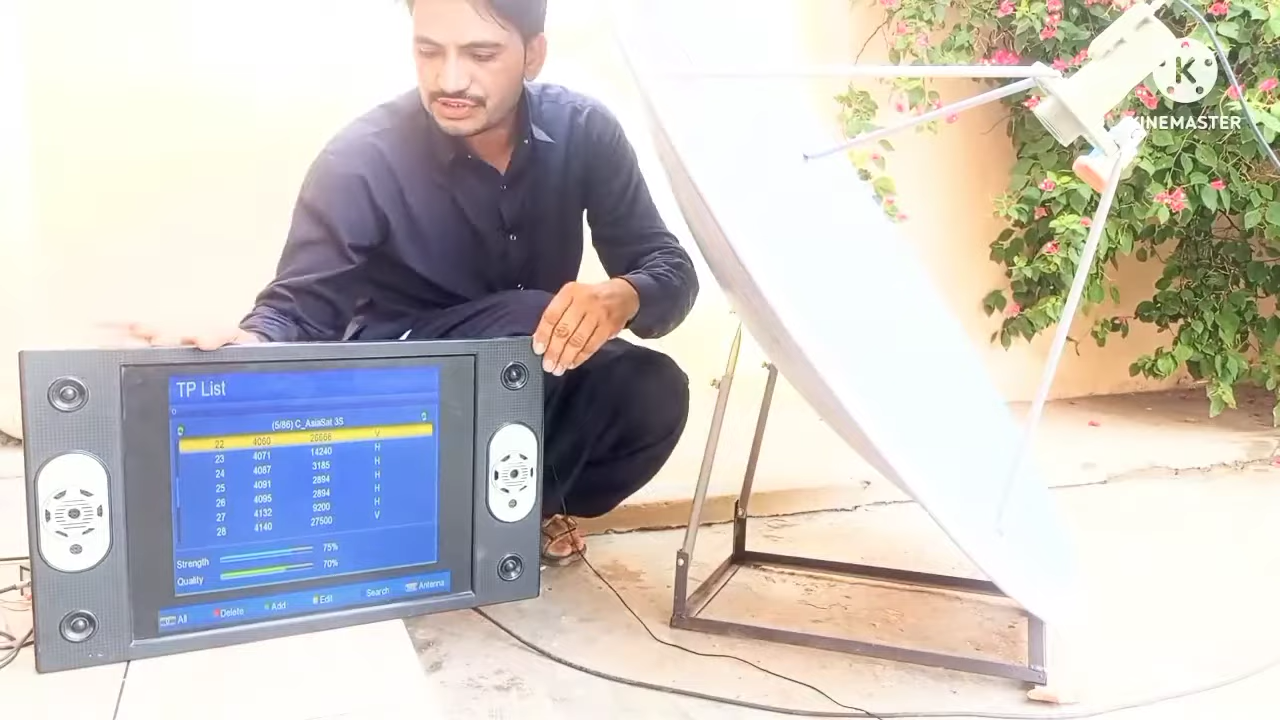 K
KINEMASTER
TP List
(5/86) C_AsiaSat 3S
22 4060 26666 V
23 4071 14240 H
24 4087 3185 H
25 4091 2894 H
26 4095 2894 H
27 4132 9200 H
28 4140 27500 V
Strength 75%
Quality 70%
All Delete Add Edit Search Antenna